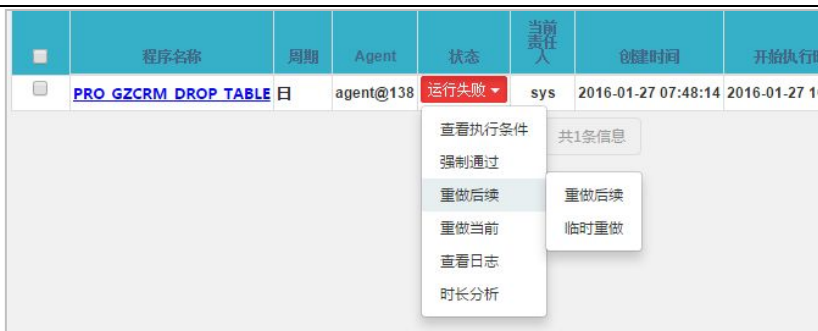 程序名称 周期 Agent 状态 当前责任人 创建时间 开始执行时
PRO_GZCRM_DROP_TABLE 日 agent@138 运行失败 sys 2016-01-27 07:48:14 2016-01-27 1
查看执行条件
共1条信息
强制通过
重做后续 重做后续
重做当前 临时重做
查看日志
时长分析